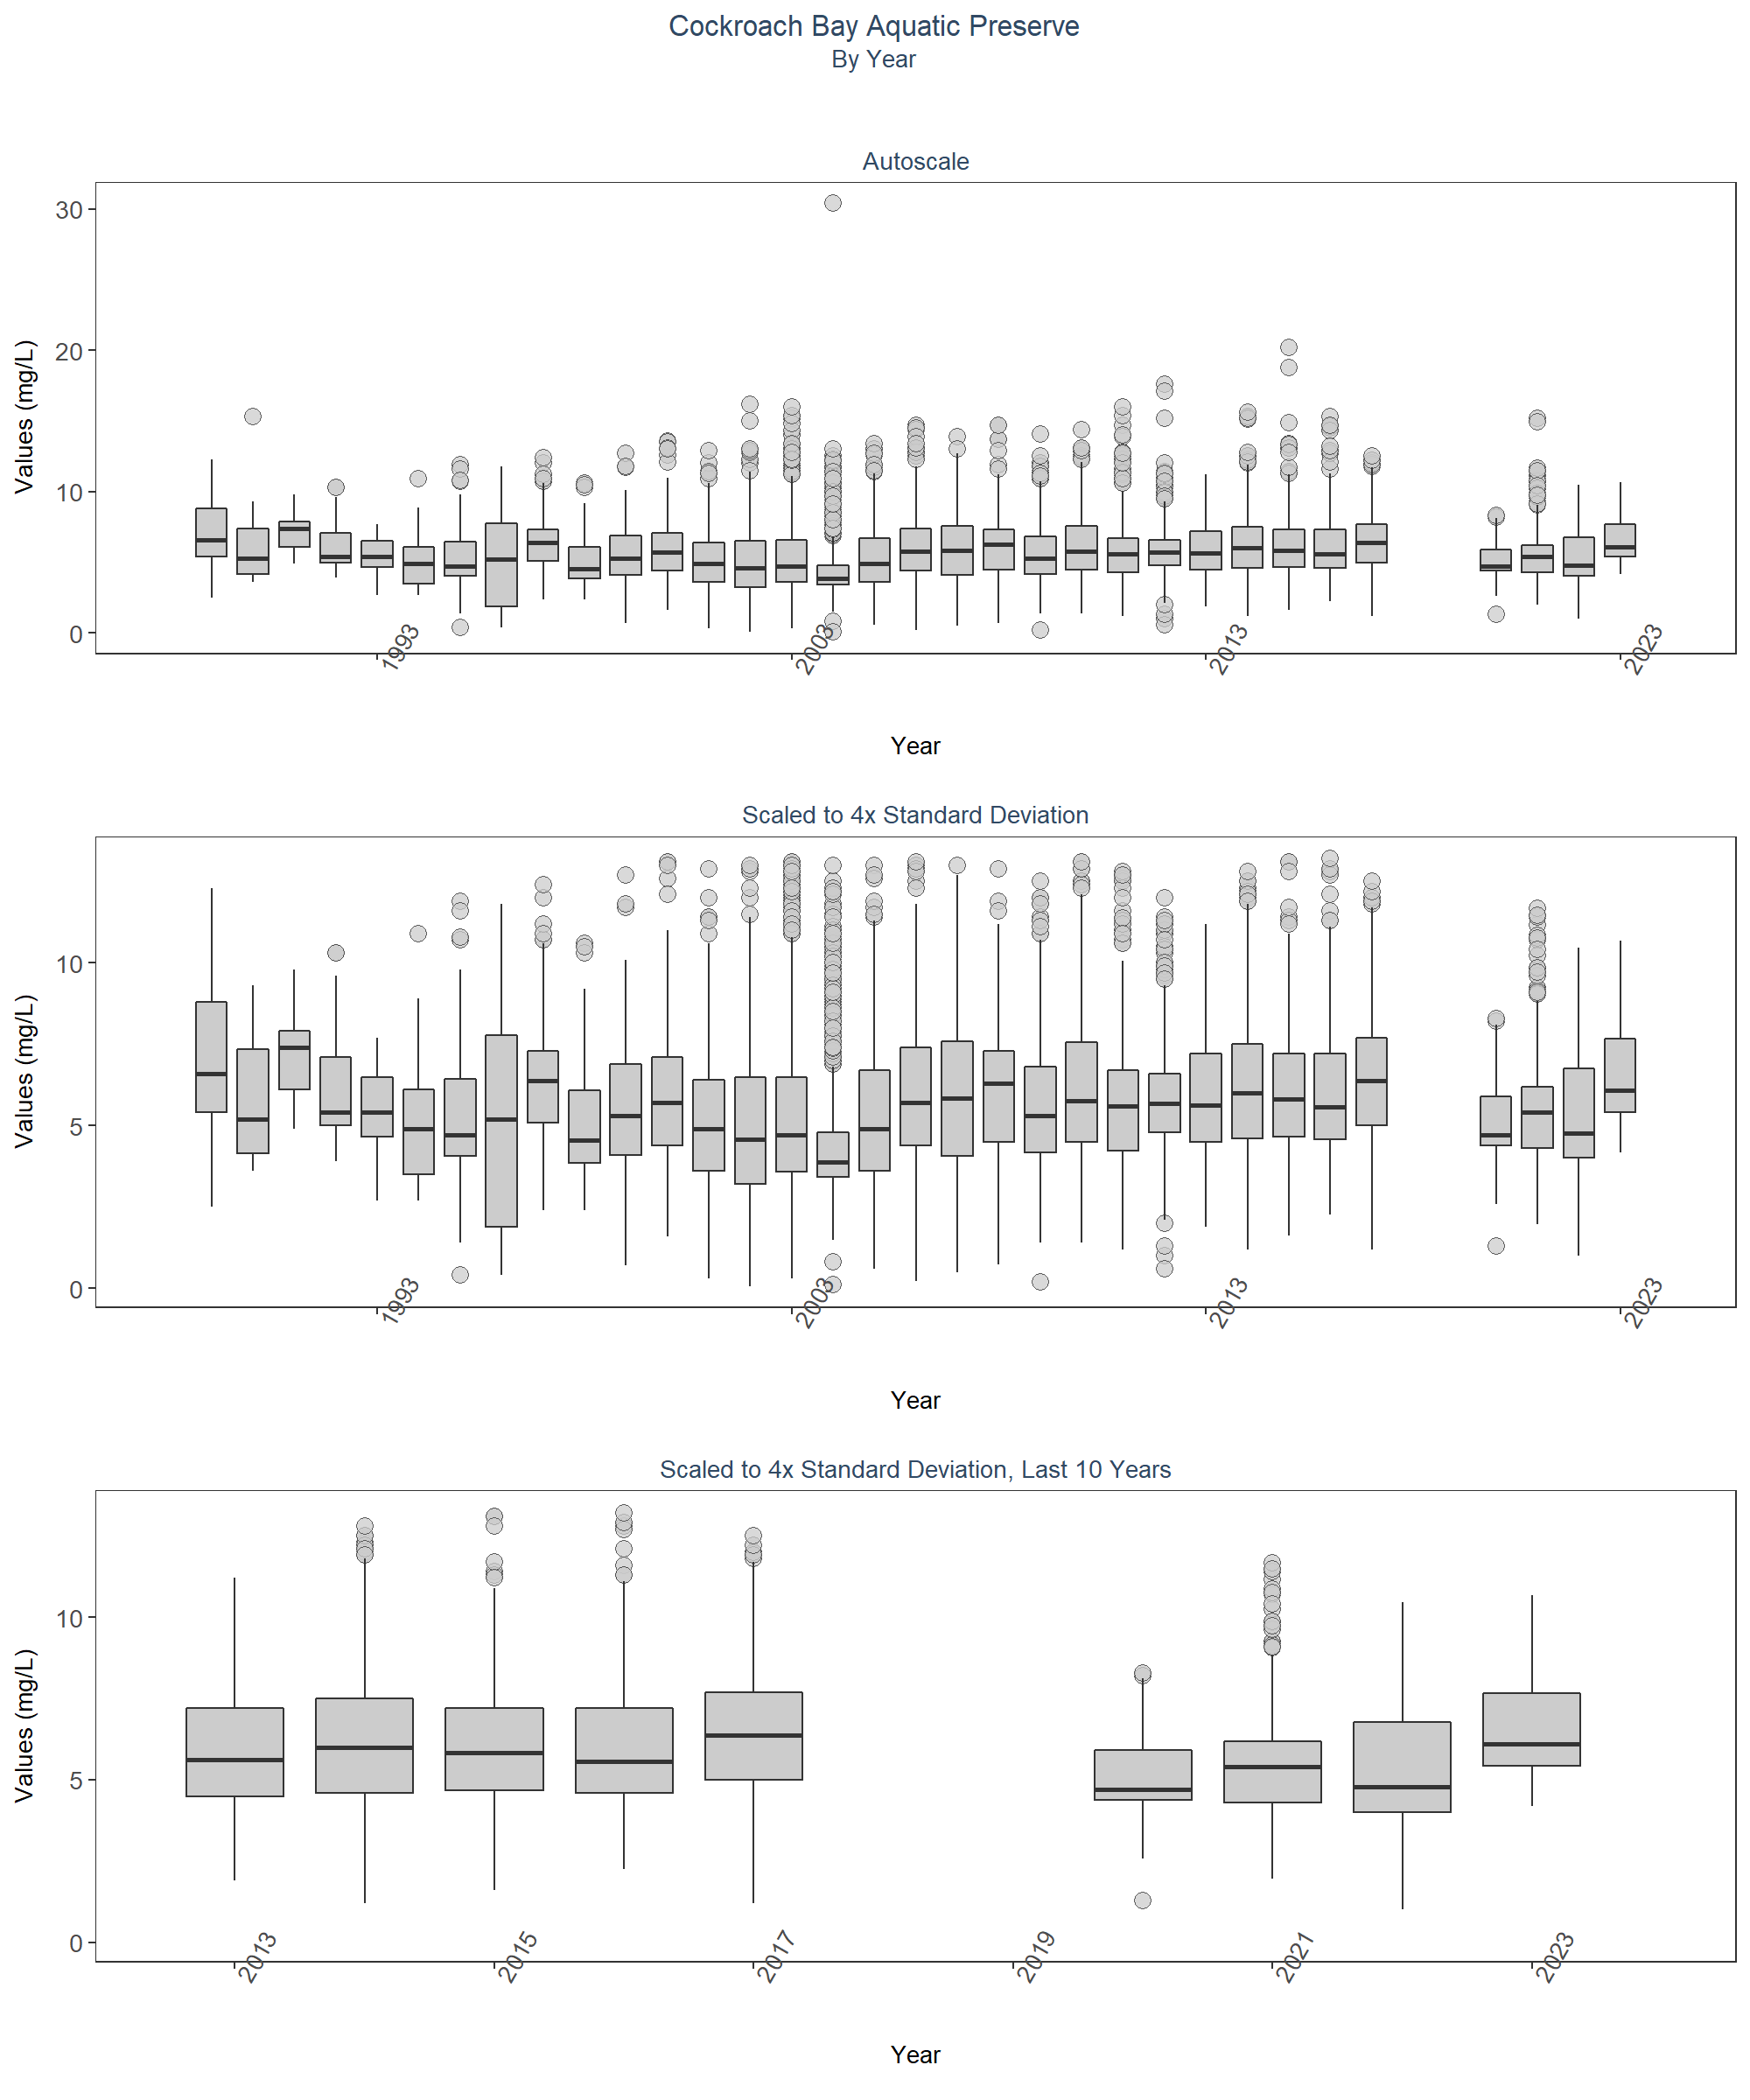 Cockroach Bay Aquatic Preserve
By Year
Autoscale
Values (mg/L)
30
20
10
0
1993
2003
2013
2023
Year
Scaled to 4x Standard Deviation
Values (mg/L)
10
5
0
1993
2003
2013
2023
Year
Scaled to 4x Standard Deviation, Last 10 Years
Values (mg/L)
10
5
0
2013
2015
2017
2019
2021
2023
Year